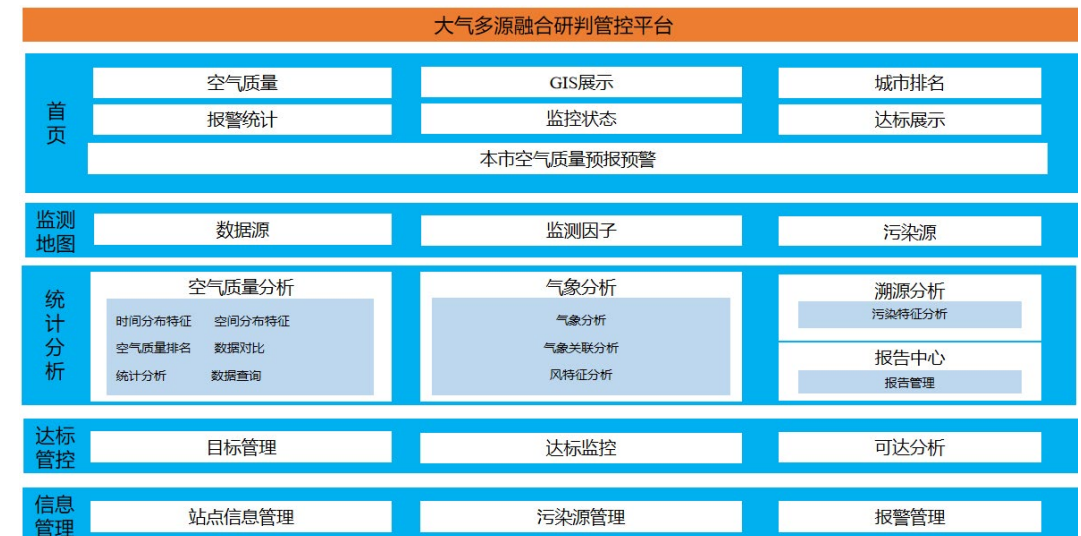 大气多源融合研判管控平台
首页
空气质量
GIS展示
城市排名
报警统计
监控状态
达标展示
本市空气质量预报预警
监测地图
数据源
监测因子
污染源
统计分析
空气质量分析
时间分布特征
空间分布特征
空气质量排名
数据对比
统计分析
数据查询
气象分析
气象分析
气象关联分析
风特征分析
溯源分析
污染特征分析
报告中心
报告管理
达标管控
目标管理
达标监控
可达分析
信息管理
站点信息管理
污染源管理
报警管理